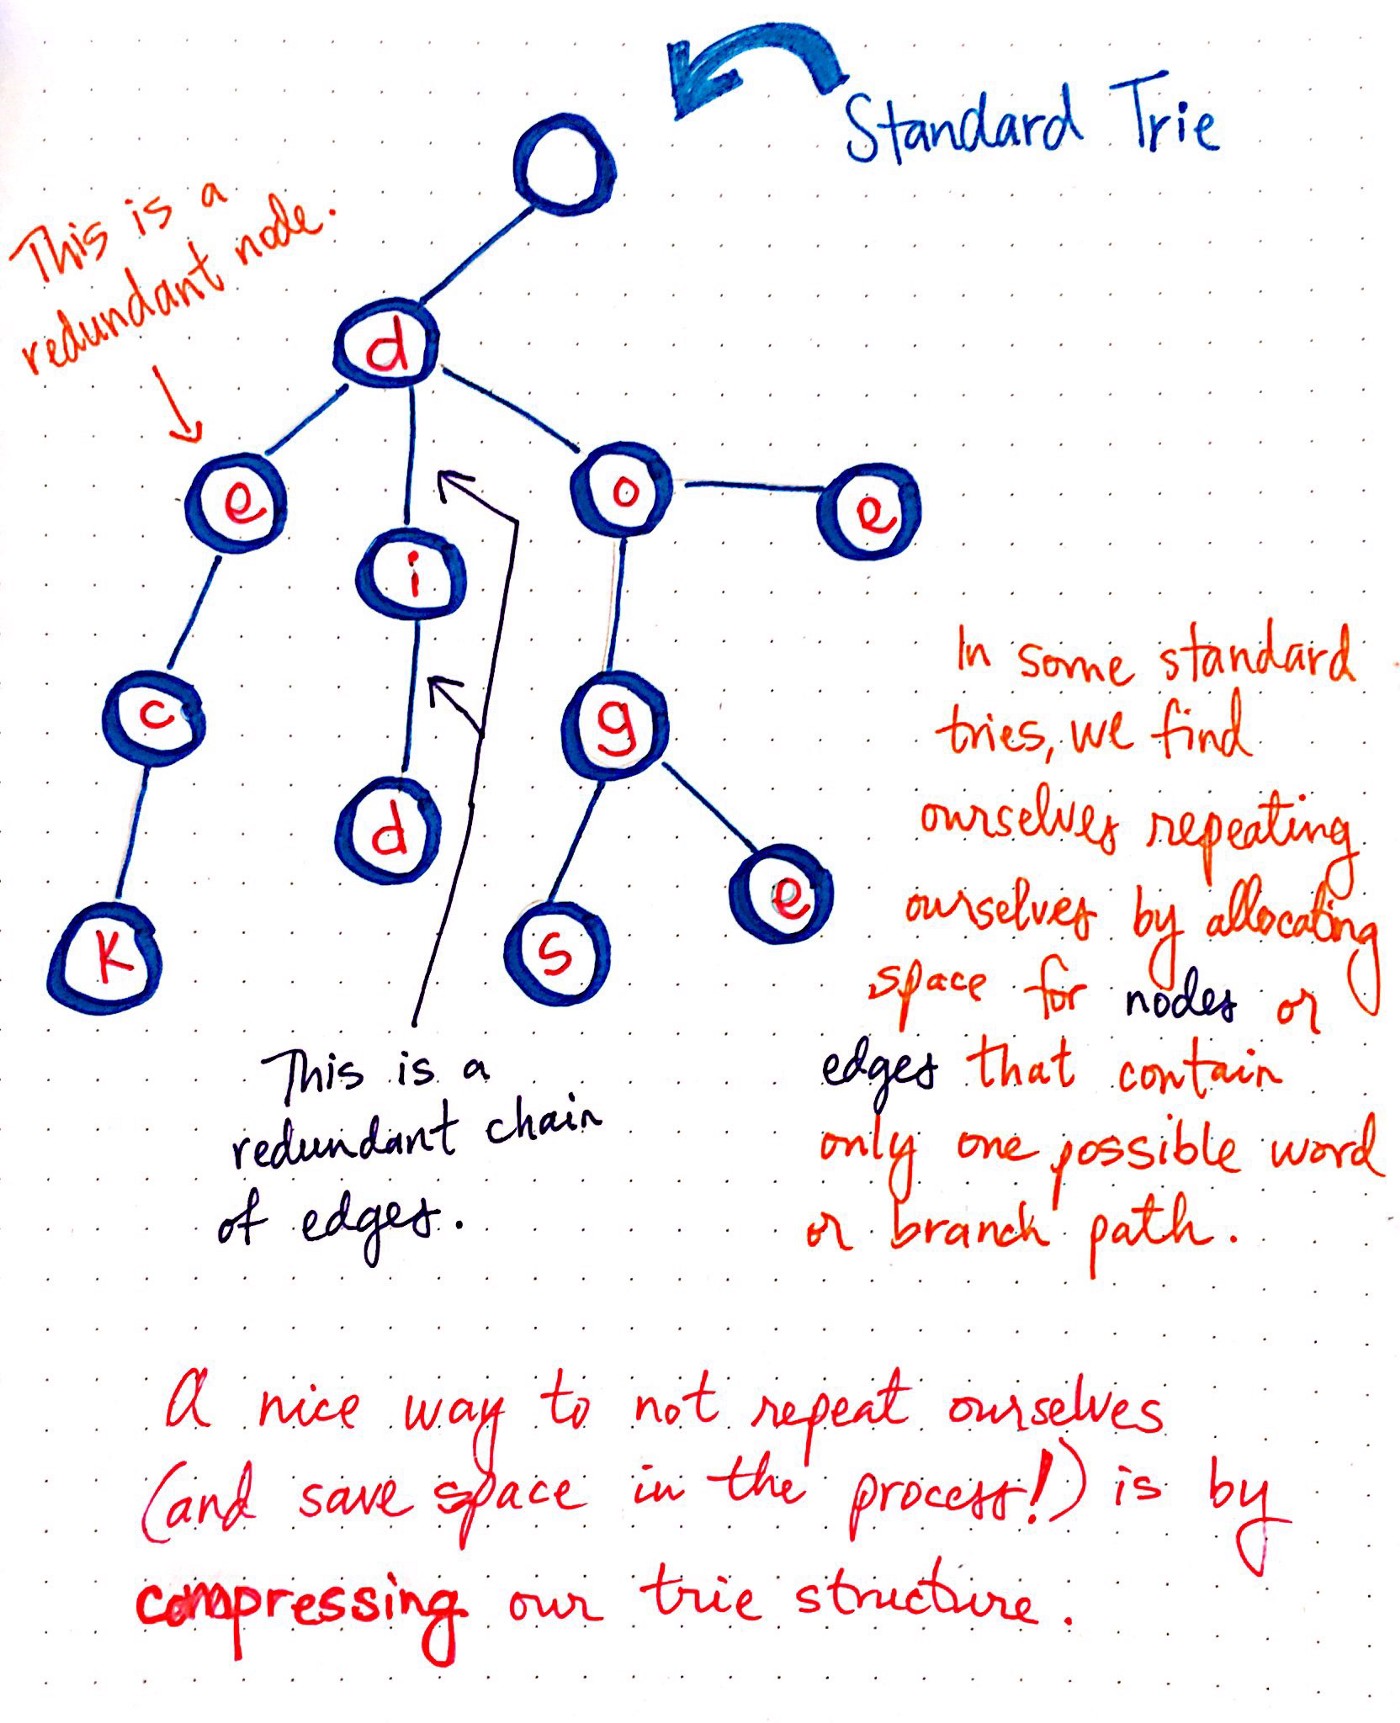 Standard Trie
This is a
redundant node.
d
e
i
o
e
c
d
g
k
s
e
This is a
redundant chain
of edges.
In some standard
tries, we find
ourselves repeating
ourselves by allocating
space for nodes or
edges that contain
only one possible word
or branch path.
A nice way to not repeat ourselves
(and save space in the process!) is by
compressing our trie structure.